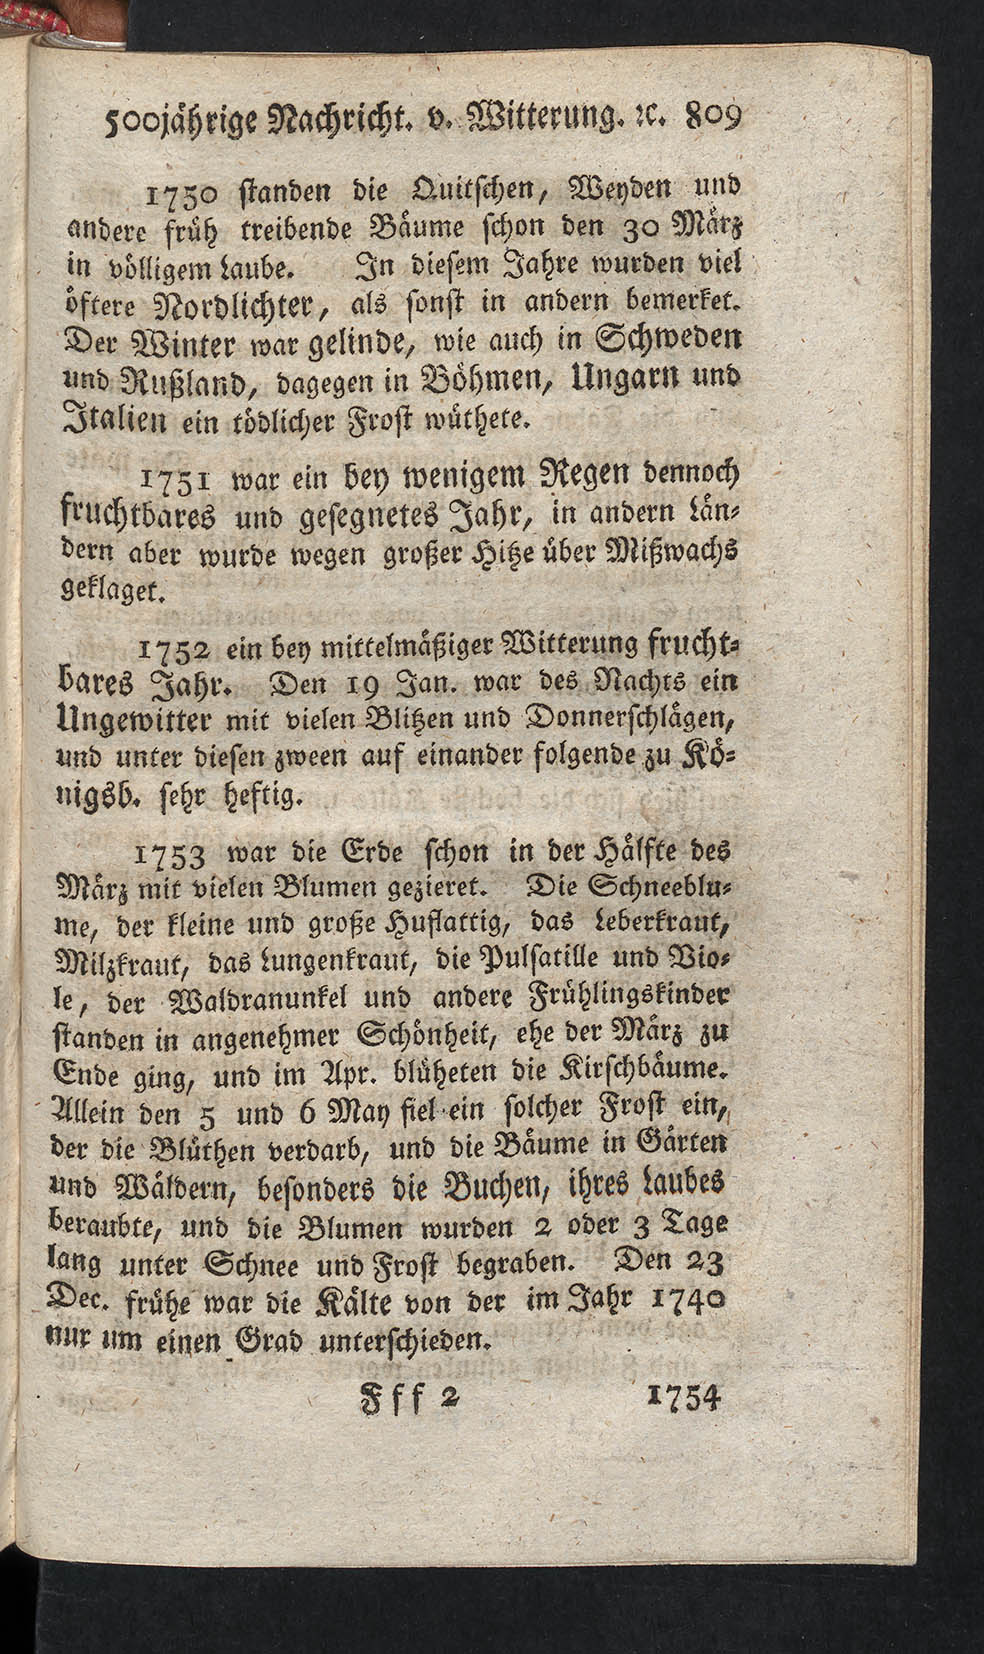 500jährige Nachricht. v. Witterung. ꝛc. 809
1750 standen die Quitschen, Weyden und
andere früh treibende Bäume schon den 30 März
in völligem Laube. In diesem Jahre wurden viel
öftere Nordlichter, als sonst in andern bemerket.
Der Winter war gelinde, wie auch in Schweden
und Rußland, dagegen in Böhmen, Ungarn und
Italien ein tödlicher Frost wüthete.
1751 war ein bey wenigem Regen dennoch
fruchtbares und gesegnetes Jahr, in andern Län-
dern aber wurde wegen großer Hitze über Mißwachs
geklaget.
1752 ein bey mittelmäßiger Witterung frucht-
bares Jahr. Den 19 Jan. war des Nachts ein
Ungewitter mit vielen Blitzen und Donnerschlägen,
und unter diesen zween auf einander folgende zu Kö-
nigsb. sehr heftig.
1753 war die Erde schon in der Hälfte des
März mit vielen Blumen gezieret. Die Schneeblu-
me, der kleine und große Huflattig, das Leberkraut,
Milzkraut, das Lungenkraut, die Pulsatille und Vio-
le, der Waldranunkel und andere Frühlingskinder
standen in angenehmer Schönheit, ehe der März zu
Ende ging, und im Apr. blüheten die Kirschbäume.
Allein den 5 und 6 May fiel ein solcher Frost ein,
der die Blüthen verdarb, und die Bäume in Gärten
und Wäldern, besonders die Buchen, ihres Laubes
beraubte, und die Blumen wurden 2 oder 3 Tage
lang unter Schnee und Frost begraben. Den 23
Dec. frühe war die Kälte von der im Jahr 1740
nur um einen Grad unterschieden.
Fff 2 1754